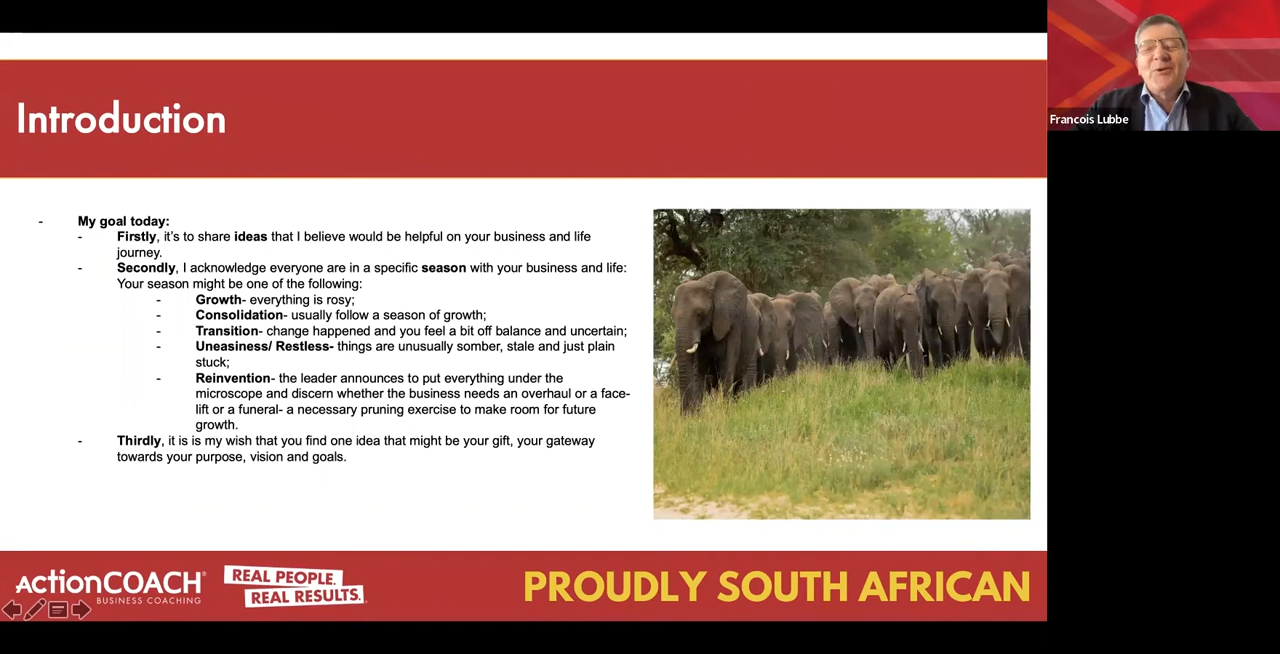 Introduction
Francois Lubbe
- My goal today:
- Firstly, it's to share ideas that I believe would be helpful on your business and life
journey.
- Secondly, I acknowledge everyone are in a specific season with your business and life:
Your season might be one of the following:
- Growth- everything is rosy;
- Consolidation- usually follow a season of growth;
- Transition- change happened and you feel a bit off balance and uncertain;
- Uneasiness/ Restless- things are unusually somber, stale and just plain
stuck;
- Reinvention- the leader announces to put everything under the
microscope and discern whether the business needs an overhaul or a face-
lift or a funeral- a necessary pruning exercise to make room for future
growth.
- Thirdly, it is is my wish that you find one idea that might be your gift, your gateway
towards your purpose, vision and goals.
ActionCOACH®
BUSINESS COACHING
REAL PEOPLE.
REAL RESULTS.
PROUDLY SOUTH AFRICAN